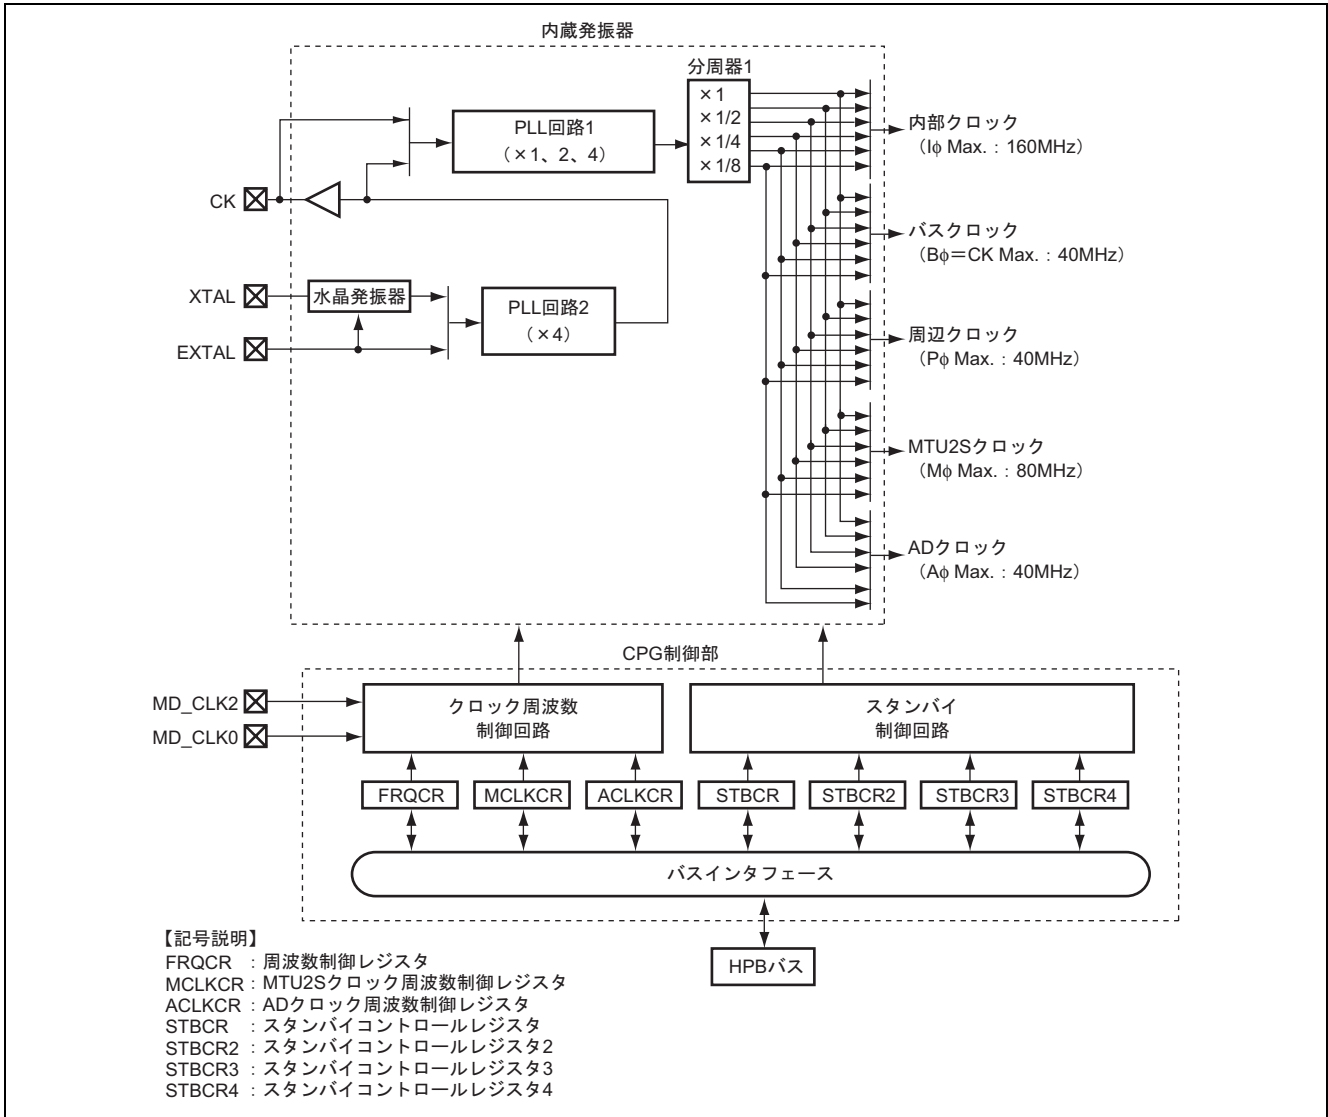 内蔵発振器
分周器1
×1
×1/2
×1/4
×1/8
PLL回路1
(×1、2、4)
内部クロック
(Iφ Max.:160MHz)
CK
バスクロック
(Bφ=CK Max.:40MHz)
XTAL
水晶発振器
PLL回路2
(×4)
EXTAL
周辺クロック
(Pφ Max.:40MHz)
MTU2Sクロック
(Mφ Max.:80MHz)
ADクロック
(Aφ Max.:40MHz)
CPG制御部
MD_CLK2
MD_CLK0
クロック周波数
制御回路
スタンバイ
制御回路
FRQCR
MCLKCR
ACLKCR
STBCR
STBCR2
STBCR3
STBCR4
バスインタフェース
HPBバス
【記号説明】
FRQCR :周波数制御レジスタ
MCLKCR:MTU2Sクロック周波数制御レジスタ
ACLKCR:ADクロック周波数制御レジスタ
STBCR :スタンバイコントロールレジスタ
STBCR2 :スタンバイコントロールレジスタ2
STBCR3 :スタンバイコントロールレジスタ3
STBCR4 :スタンバイコントロールレジスタ4